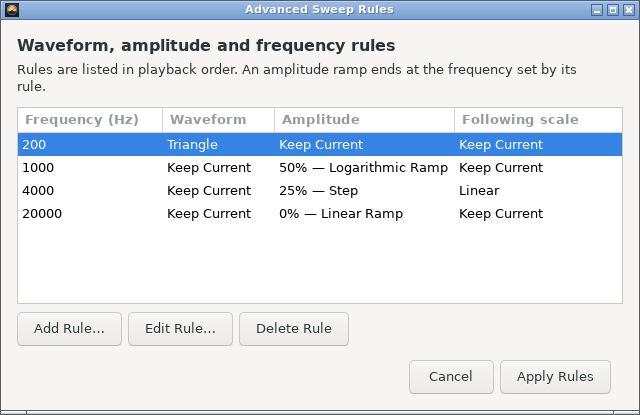 Advanced Sweep Rules
Waveform, amplitude and frequency rules
Rules are listed in playback order. An amplitude ramp ends at the frequency set by its
rule.
Frequency (Hz) Waveform Amplitude Following scale
200 Triangle Keep Current Keep Current
1000 Keep Current 50% — Logarithmic Ramp Keep Current
4000 Keep Current 25% — Step Linear
20000 Keep Current 0% — Linear Ramp Keep Current
Add Rule... Edit Rule... Delete Rule
Cancel Apply Rules